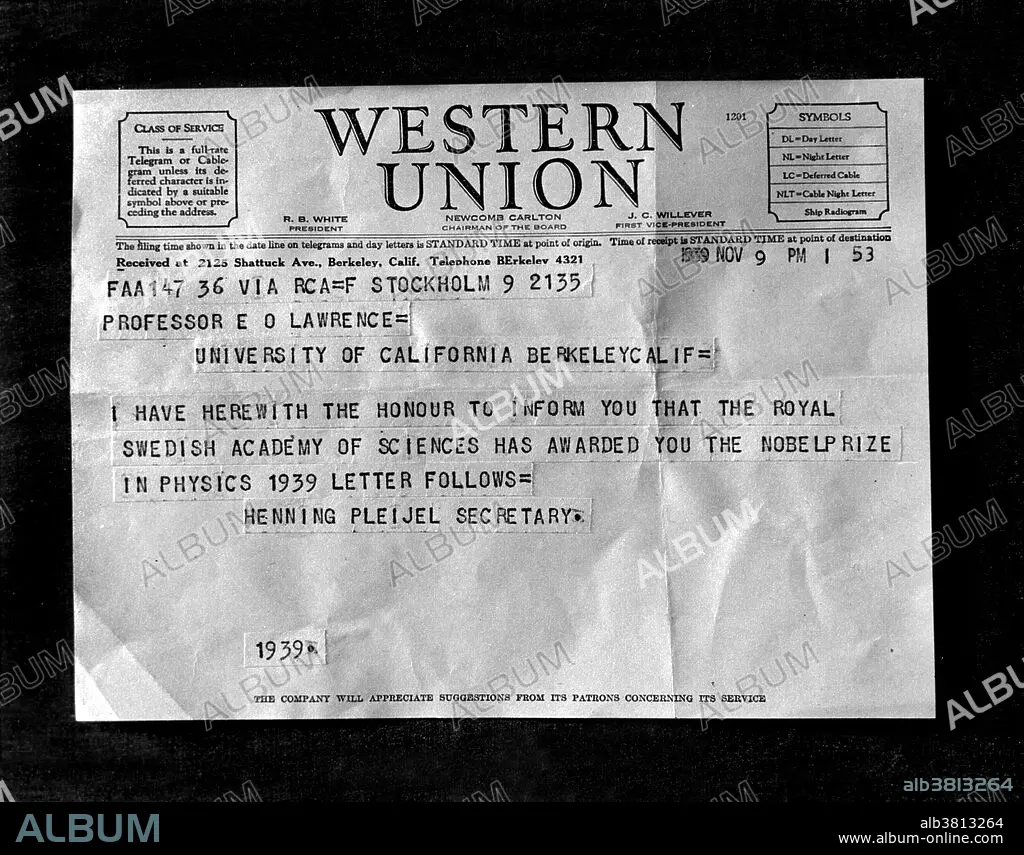 CLASS OF SERVICE
This is a full-rate
Telegram or Cable-
gram unless its de-
ferred character is in-
dicated by a suitable
symbol above or pre-
ceding the address.
WESTERN
UNION
1201
SYMBOLS
DL=Day Letter
NL=Night Letter
LC=Deferred Cable
NLT=Cable Night Letter
Ship Radiogram
R. B. WHITE
PRESIDENT
NEWCOMB CARLTON
CHAIRMAN OF THE BOARD
J. C. WILLEVER
FIRST VICE-PRESIDENT
The filing time shown in the date line on telegrams and day letters is STANDARD TIME at point of origin. Time of receipt is STANDARD TIME at point of destination
Received at 2125 Shattuck Ave., Berkeley, Calif. Telephone BErkeley 4321
1939 NOV 9 PM 1 53
FAA147 36 VIA RCA=F STOCKHOLM 9 2135
PROFESSOR E O LAWRENCE=
UNIVERSITY OF CALIFORNIA BERKELEYCALIF=
I HAVE HEREWITH THE HONOUR TO INFORM YOU THAT THE ROYAL
SWEDISH ACADEMY OF SCIENCES HAS AWARDED YOU THE NOBELPRIZE
IN PHYSICS 1939 LETTER FOLLOWS=
HENNING PLEIJEL SECRETARY.
1939.
THE COMPANY WILL APPRECIATE SUGGESTIONS FROM ITS PATRONS CONCERNING ITS SERVICE
alb3813264
ALBUM
alb3813264
www.album-online.com